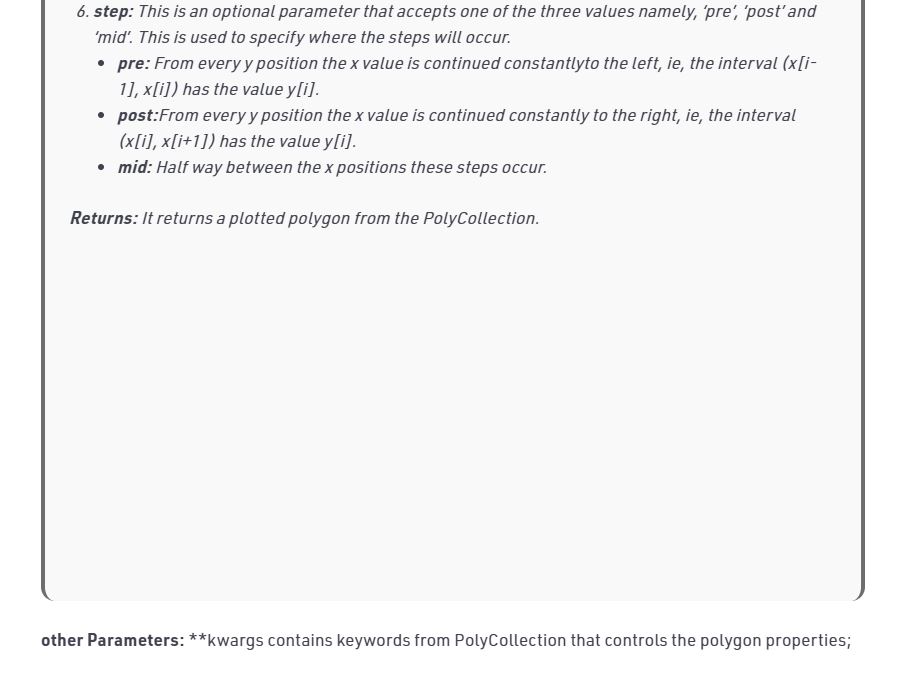 6. step: This is an optional parameter that accepts one of the three values namely, ‘pre’, ‘post’ and
‘mid’. This is used to specify where the steps will occur.
• pre: From every y position the x value is continued constantlyto the left, ie, the interval (x[i-
1], x[i]) has the value y[i].
• post:From every y position the x value is continued constantly to the right, ie, the interval
(x[i], x[i+1]) has the value y[i].
• mid: Half way between the x positions these steps occur.
Returns: It returns a plotted polygon from the PolyCollection.
other Parameters: **kwargs contains keywords from PolyCollection that controls the polygon properties;